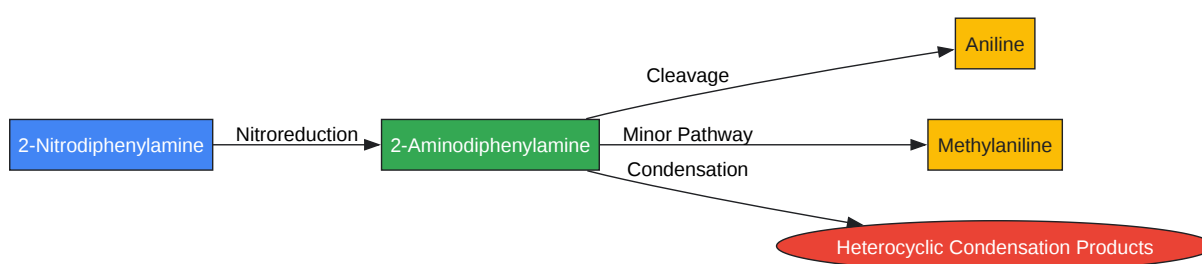 Aniline
Cleavage
2-Nitrodiphenylamine
Nitroreduction
2-Aminodiphenylamine
Minor Pathway
Methylaniline
Condensation
Heterocyclic Condensation Products